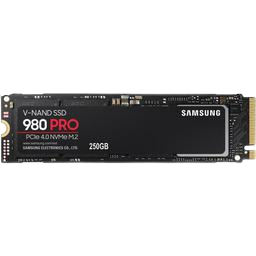 V-NAND SSD
980 PRO
PCIe 4.0 NVMe M.2
SAMSUNG ELECTRONICS CO., LTD.
SAMSUNG
250GB